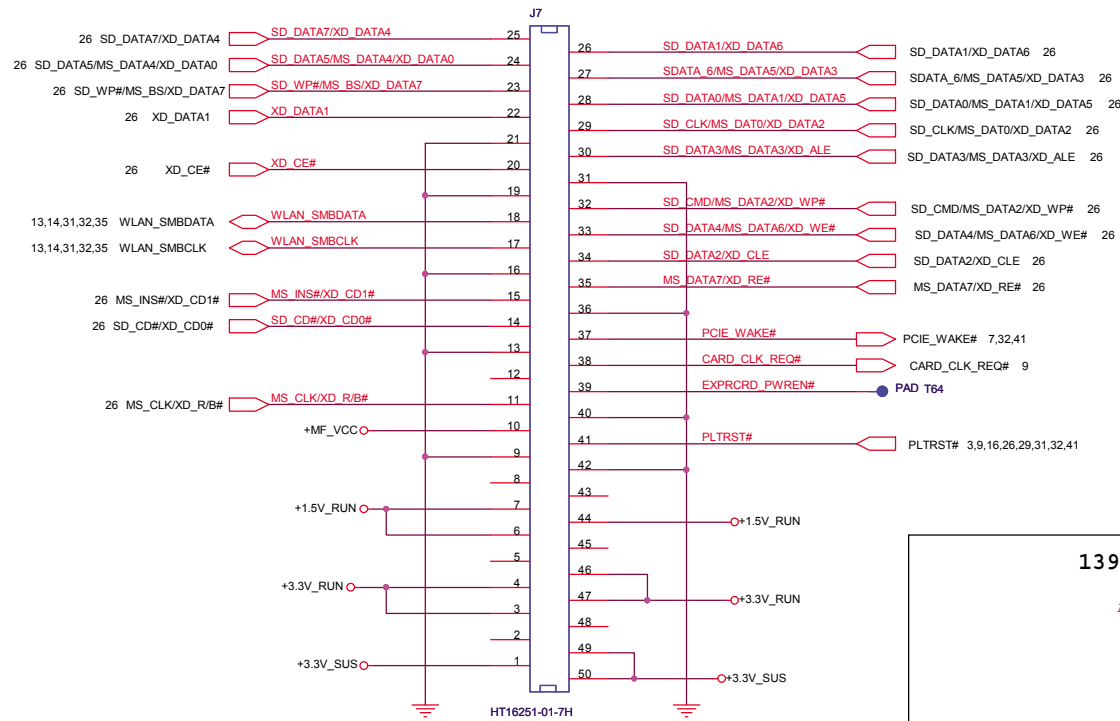 J7
26 SD_DATA7/XD_DATA4 SD_DATA7/XD_DATA4 25
26 SD_DATA5/MS_DATA4/XD_DATA0 SD_DATA5/MS_DATA4/XD_DATA0 24
26 SD_WP#/MS_BS/XD_DATA7 SD_WP#/MS_BS/XD_DATA7 23
26 XD_DATA1 XD_DATA1 22
21
26 XD_CE# XD_CE# 20
19
13,14,31,32,35 WLAN_SMBDATA WLAN_SMBDATA 18
13,14,31,32,35 WLAN_SMBCLK WLAN_SMBCLK 17
16
26 MS_INS#/XD_CD1# MS_INS#/XD_CD1# 15
26 SD_CD#/XD_CD0# SD_CD#/XD_CD0# 14
13
12
26 MS_CLK/XD_R/B# MS_CLK/XD_R/B# 11
+MF_VCC 10
9
8
+1.5V_RUN 7
6
5
+3.3V_RUN 4
3
2
+3.3V_SUS 1
26 SD_DATA1/XD_DATA6 SD_DATA1/XD_DATA6 26
27 SDATA_6/MS_DATA5/XD_DATA3 SDATA_6/MS_DATA5/XD_DATA3 26
28 SD_DATA0/MS_DATA1/XD_DATA5 SD_DATA0/MS_DATA1/XD_DATA5 26
29 SD_CLK/MS_DAT0/XD_DATA2 SD_CLK/MS_DAT0/XD_DATA2 26
30 SD_DATA3/MS_DATA3/XD_ALE SD_DATA3/MS_DATA3/XD_ALE 26
31
32 SD_CMD/MS_DATA2/XD_WP# SD_CMD/MS_DATA2/XD_WP# 26
33 SD_DATA4/MS_DATA6/XD_WE# SD_DATA4/MS_DATA6/XD_WE# 26
34 SD_DATA2/XD_CLE SD_DATA2/XD_CLE 26
35 MS_DATA7/XD_RE# MS_DATA7/XD_RE# 26
36
37 PCIE_WAKE# PCIE_WAKE# 7,32,41
38 CARD_CLK_REQ# CARD_CLK_REQ# 9
39 EXPRCRD_PWREN# PAD T64
40
41 PLTRST# PLTRST# 3,9,16,26,29,31,32,41
42
43
44 +1.5V_RUN
45
46
47 +3.3V_RUN
48
49
50 +3.3V_SUS
HT16251-01-7H
139